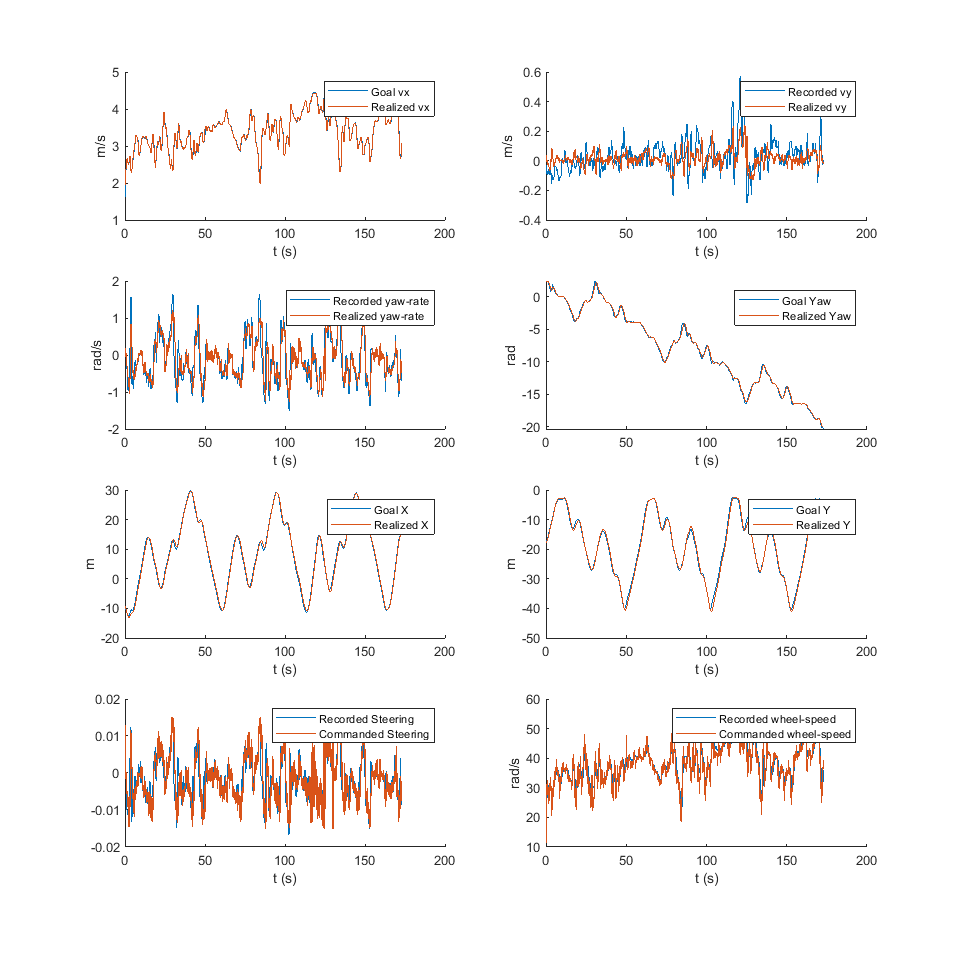 5
4
3
2
1
m/s
Goal vx
Realized vx
0 50 100 150 200
t (s)
0.6
0.4
0.2
0
-0.2
-0.4
m/s
Recorded vy
Realized vy
0 50 100 150 200
t (s)
2
1
0
-1
-2
rad/s
Recorded yaw-rate
Realized yaw-rate
0 50 100 150 200
t (s)
0
-5
-10
-15
-20
rad
Goal Yaw
Realized Yaw
0 50 100 150 200
t (s)
30
20
10
0
-10
-20
m
Goal X
Realized X
0 50 100 150 200
t (s)
0
-10
-20
-30
-40
-50
m
Goal Y
Realized Y
0 50 100 150 200
t (s)
0.02
0.01
0
-0.01
-0.02
Recorded Steering
Commanded Steering
0 50 100 150 200
t (s)
60
50
40
30
20
10
rad/s
Recorded wheel-speed
Commanded wheel-speed
0 50 100 150 200
t (s)